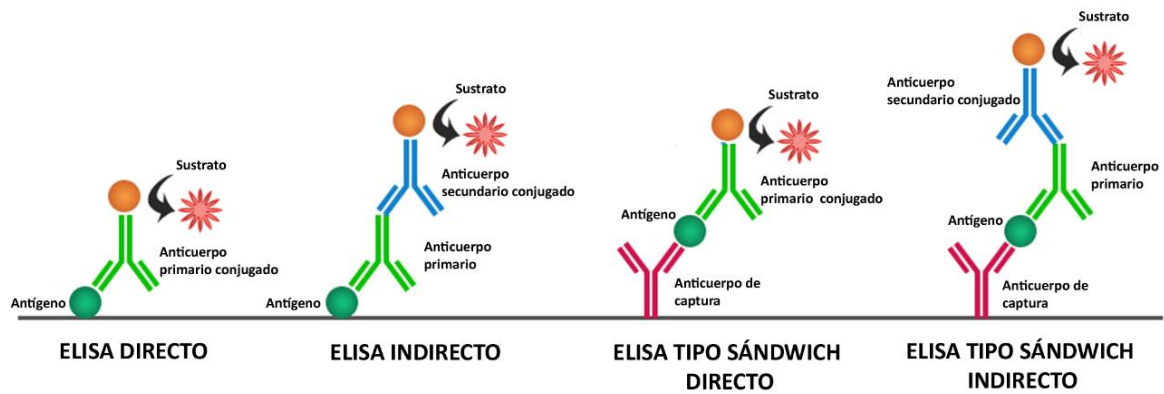 Sustrato
Anticuerpo
primario conjugado
Antígeno
ELISA DIRECTO
Sustrato
Anticuerpo
secundario conjugado
Anticuerpo
primario
Antígeno
ELISA INDIRECTO
Sustrato
Anticuerpo
primario conjugado
Antígeno
Anticuerpo de
captura
ELISA TIPO SÁNDWICH
DIRECTO
Sustrato
Anticuerpo
secundario conjugado
Anticuerpo
primario
Antígeno
Anticuerpo de
captura
ELISA TIPO SÁNDWICH
INDIRECTO